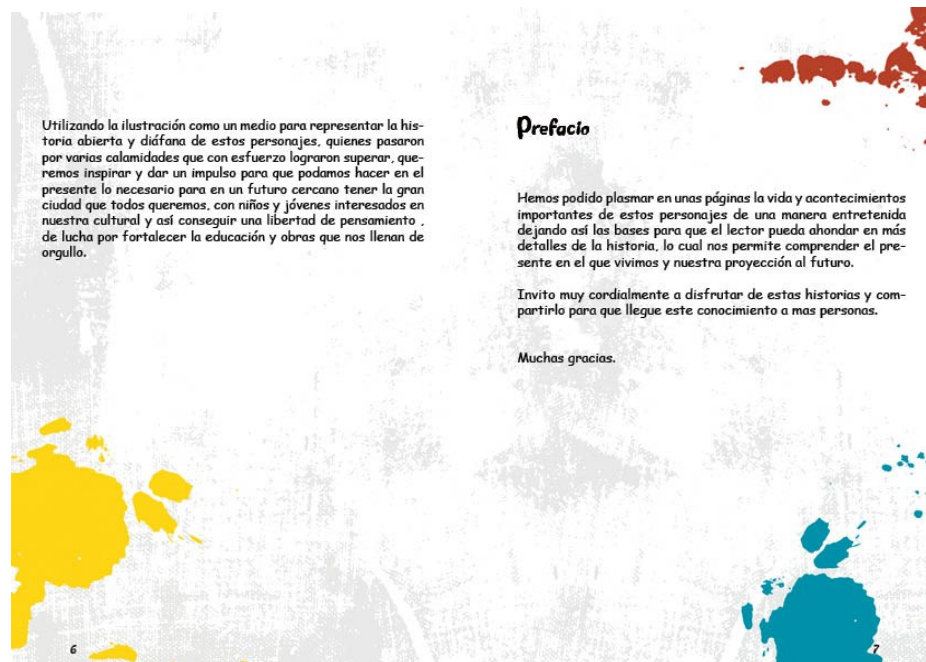 Utilizando la ilustración como un medio para representar la his-
toria abierta y diáfana de estos personajes, quienes pasaron
por varias calamidades que con esfuerzo lograron superar, que-
remos inspirar y dar un impulso para que podamos hacer en el
presente lo necesario para en un futuro cercano tener la gran
ciudad que todos queremos, con niños y jóvenes interesados en
nuestra cultural y así conseguir una libertad de pensamiento ,
de lucha por fortalecer la educación y obras que nos llenan de
orgullo.
6
Prefacio
Hemos podido plasmar en unas páginas la vida y acontecimientos
importantes de estos personajes de una manera entretenida
dejando así las bases para que el lector pueda ahondar en más
detalles de la historia, lo cual nos permite comprender el pre-
sente en el que vivimos y nuestra proyección al futuro.
Invito muy cordialmente a disfrutar de estas historias y com-
partirlo para que llegue este conocimiento a mas personas.
Muchas gracias.
7